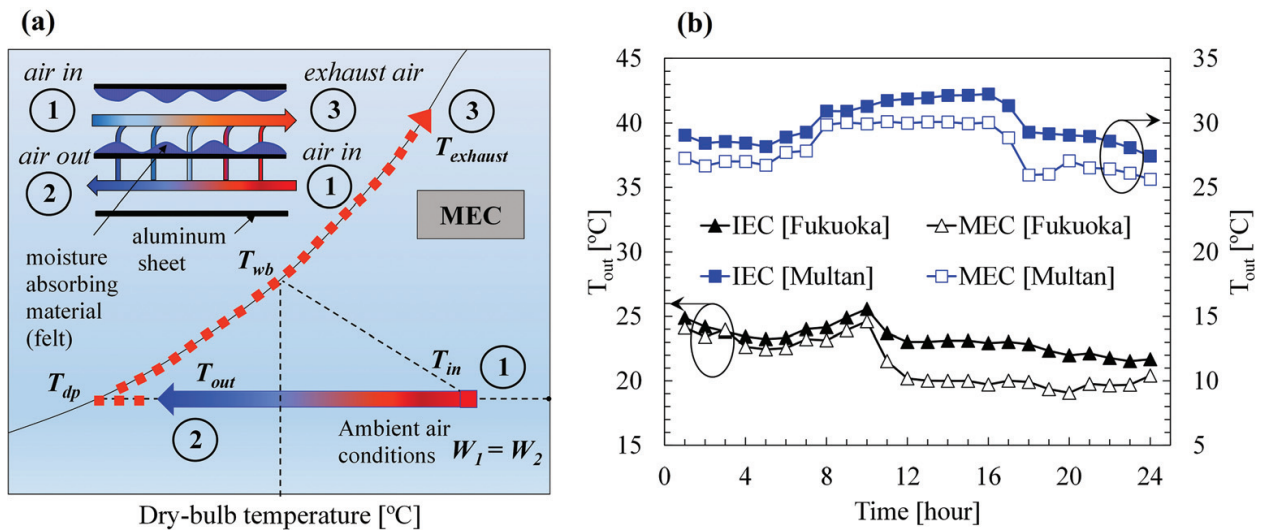 (a)
air in
exhaust air
1
3
air out
air in
2
1
moisture
absorbing
material
(felt)
aluminum
sheet
3
T_exhaust
MEC
T_wb
T_dp
T_out
T_in
1
2
Ambient air
conditions
W_1 = W_2
Dry-bulb temperature [ºC]
(b)
T_out [ºC]
45
40
35
30
25
20
15
IEC [Fukuoka]
MEC [Fukuoka]
IEC [Multan]
MEC [Multan]
35
30
25
20
15
10
5
T_out [ºC]
0
4
8
12
16
20
24
Time [hour]